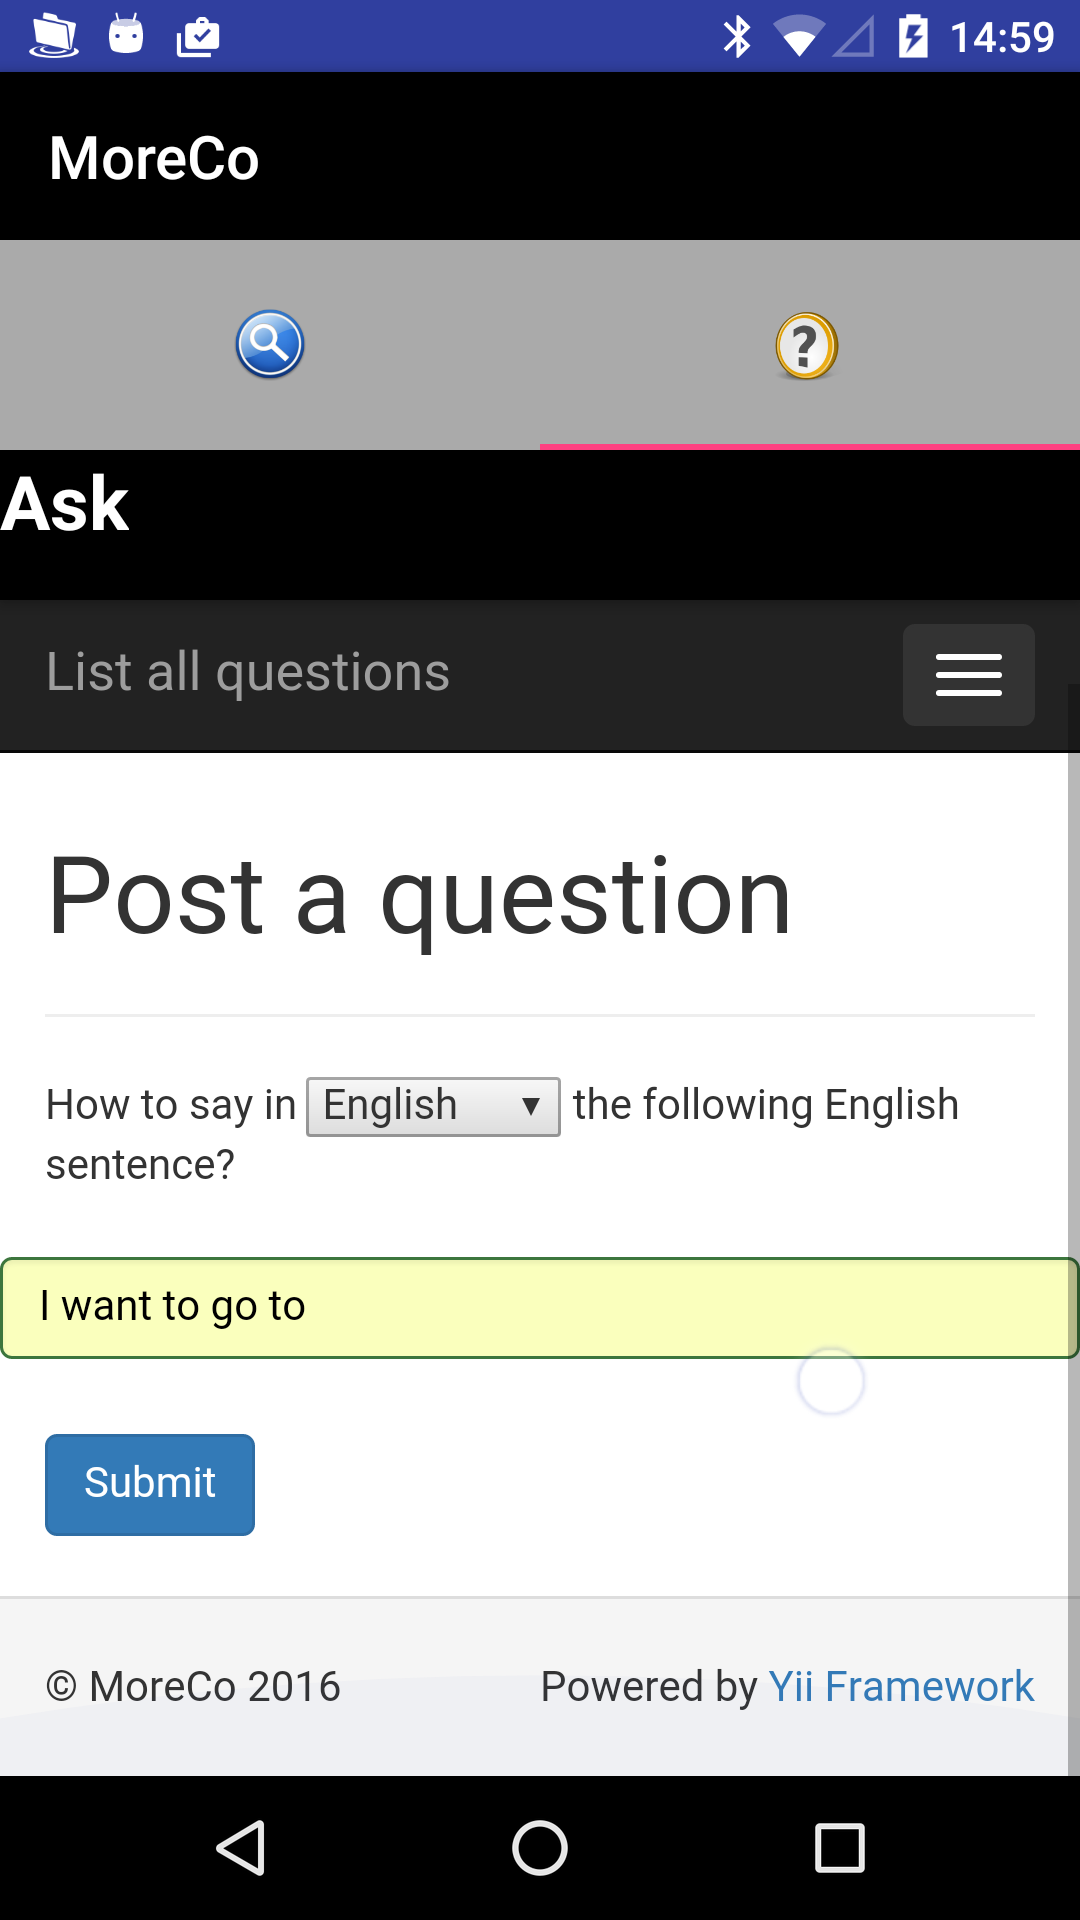 14:59
MoreCo
Ask
List all questions
Post a question
How to say in English ▼ the following English
sentence?
I want to go to
Submit
© MoreCo 2016 Powered by Yii Framework